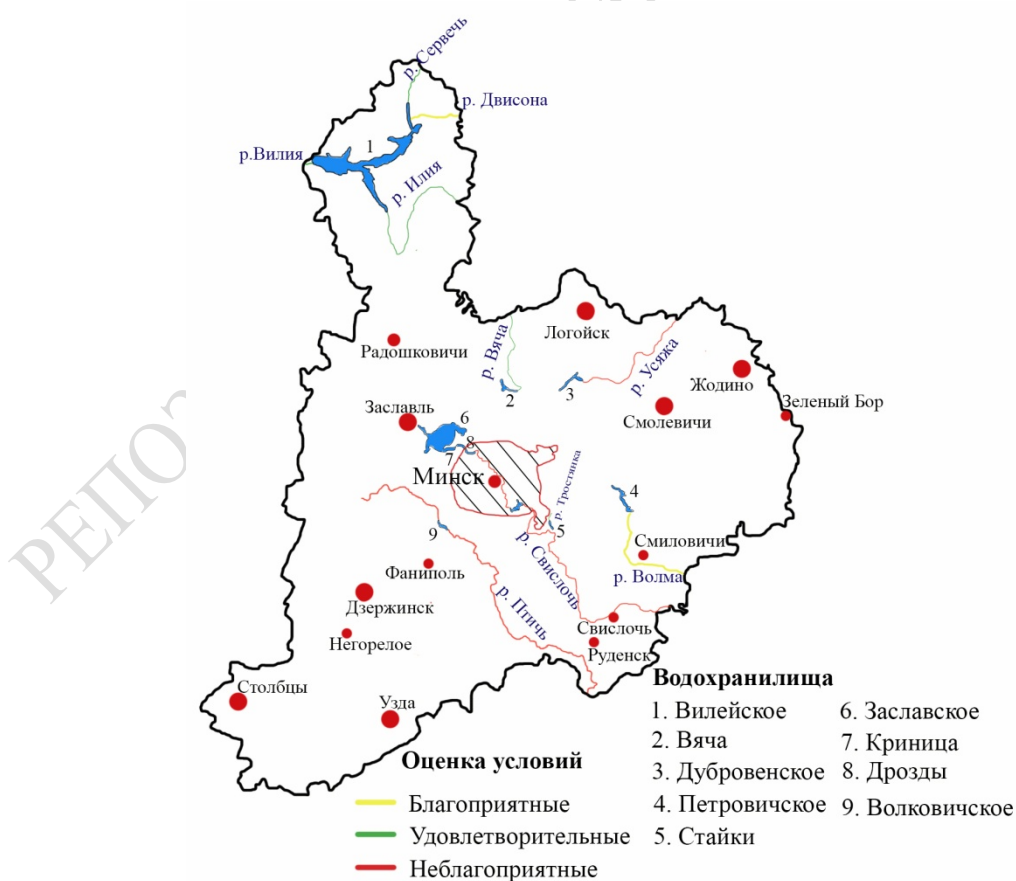 р. Сервечь
р. Двисона
р.Вилия
1
р. Илия
Логойск
Радошковичи
р. Вяча
р. Усяжа
Жодино
2
3
Зеленый Бор
Заславль
6
Смолевичи
8
7
Минск
р. Тростянка
4
5
9
р. Свислочь
Смиловичи
Фаниполь
р. Волма
Дзержинск
р. Птичь
Свислочь
Негорелое
Руденск
Столбцы
Узда
Водохранилища
1. Вилейское
2. Вяча
3. Дубровенское
4. Петровичское
5. Стайки
6. Заславское
7. Криница
8. Дрозды
9. Волковичское
Оценка условий
Благоприятные
Удовлетворительные
Неблагоприятные